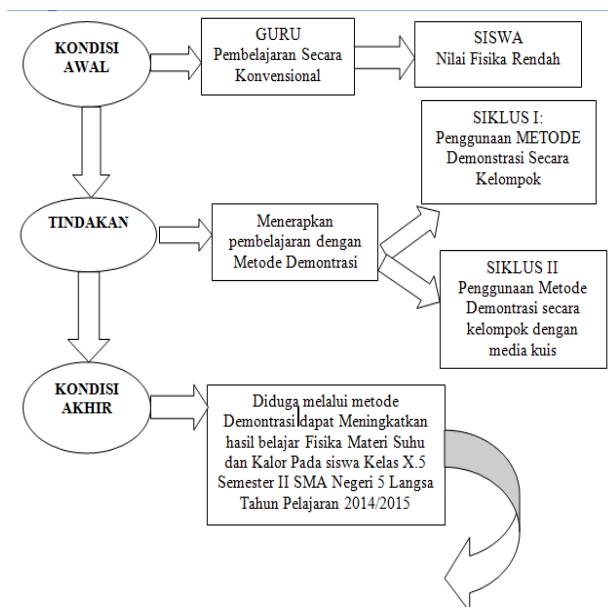 KONDISI
AWAL
GURU
Pembelajaran Secara
Konvensional
SISWA
Nilai Fisika Rendah
SIKLUS I:
Penggunaan METODE
Demonstrasi Secara
Kelompok
TINDAKAN
Menerapkan
pembelajaran dengan
Metode Demontrasi
SIKLUS II
Penggunaan Metode
Demontrasi secara
kelompok dengan
media kuis
KONDISI
AKHIR
Diduga melalui metode
Demontrasi dapat Meningkatkan
hasil belajar Fisika Materi Suhu
dan Kalor Pada siswa Kelas X.5
Semester II SMA Negeri 5 Langsa
Tahun Pelajaran 2014/2015